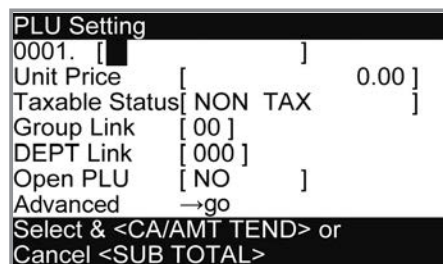 PLU Setting
0001. [ ]
Unit Price [ 0.00 ]
Taxable Status[ NON TAX ]
Group Link [ 00 ]
DEPT Link [ 000 ]
Open PLU [ NO ]
Advanced →go
Select & <CA/AMT TEND> or
Cancel <SUB TOTAL>